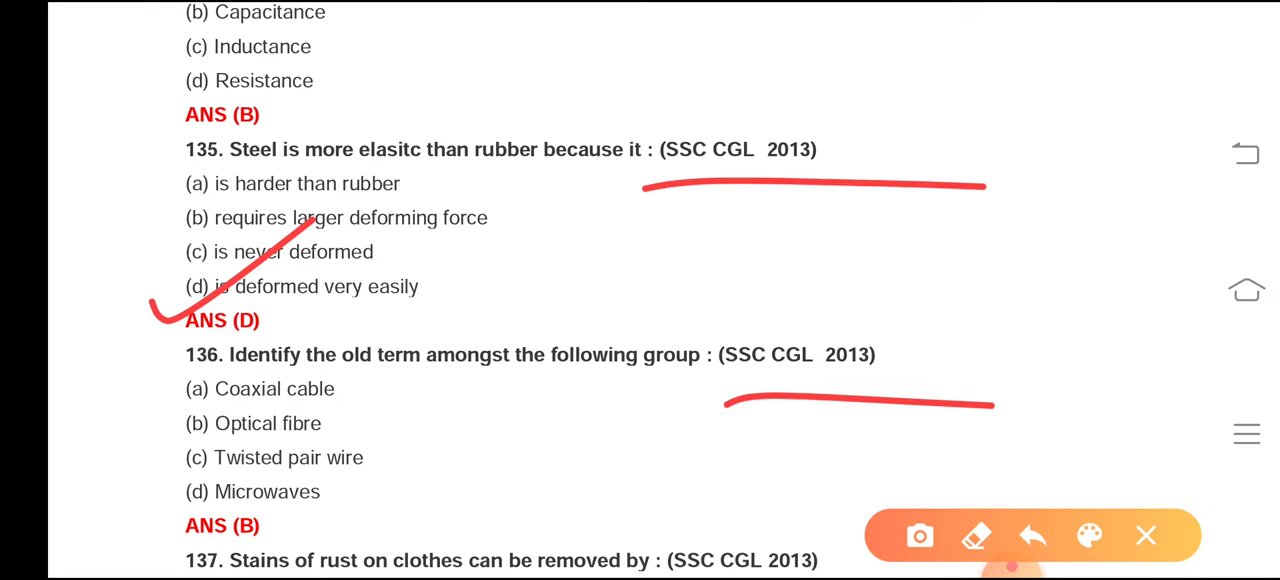 (b) Capacitance
(c) Inductance
(d) Resistance
ANS (B)
135. Steel is more elasitc than rubber because it : (SSC CGL 2013)
(a) is harder than rubber
(b) requires larger deforming force
(c) is never deformed
(d) is deformed very easily
ANS (D)
136. Identify the old term amongst the following group : (SSC CGL 2013)
(a) Coaxial cable
(b) Optical fibre
(c) Twisted pair wire
(d) Microwaves
ANS (B)
137. Stains of rust on clothes can be removed by : (SSC CGL 2013)